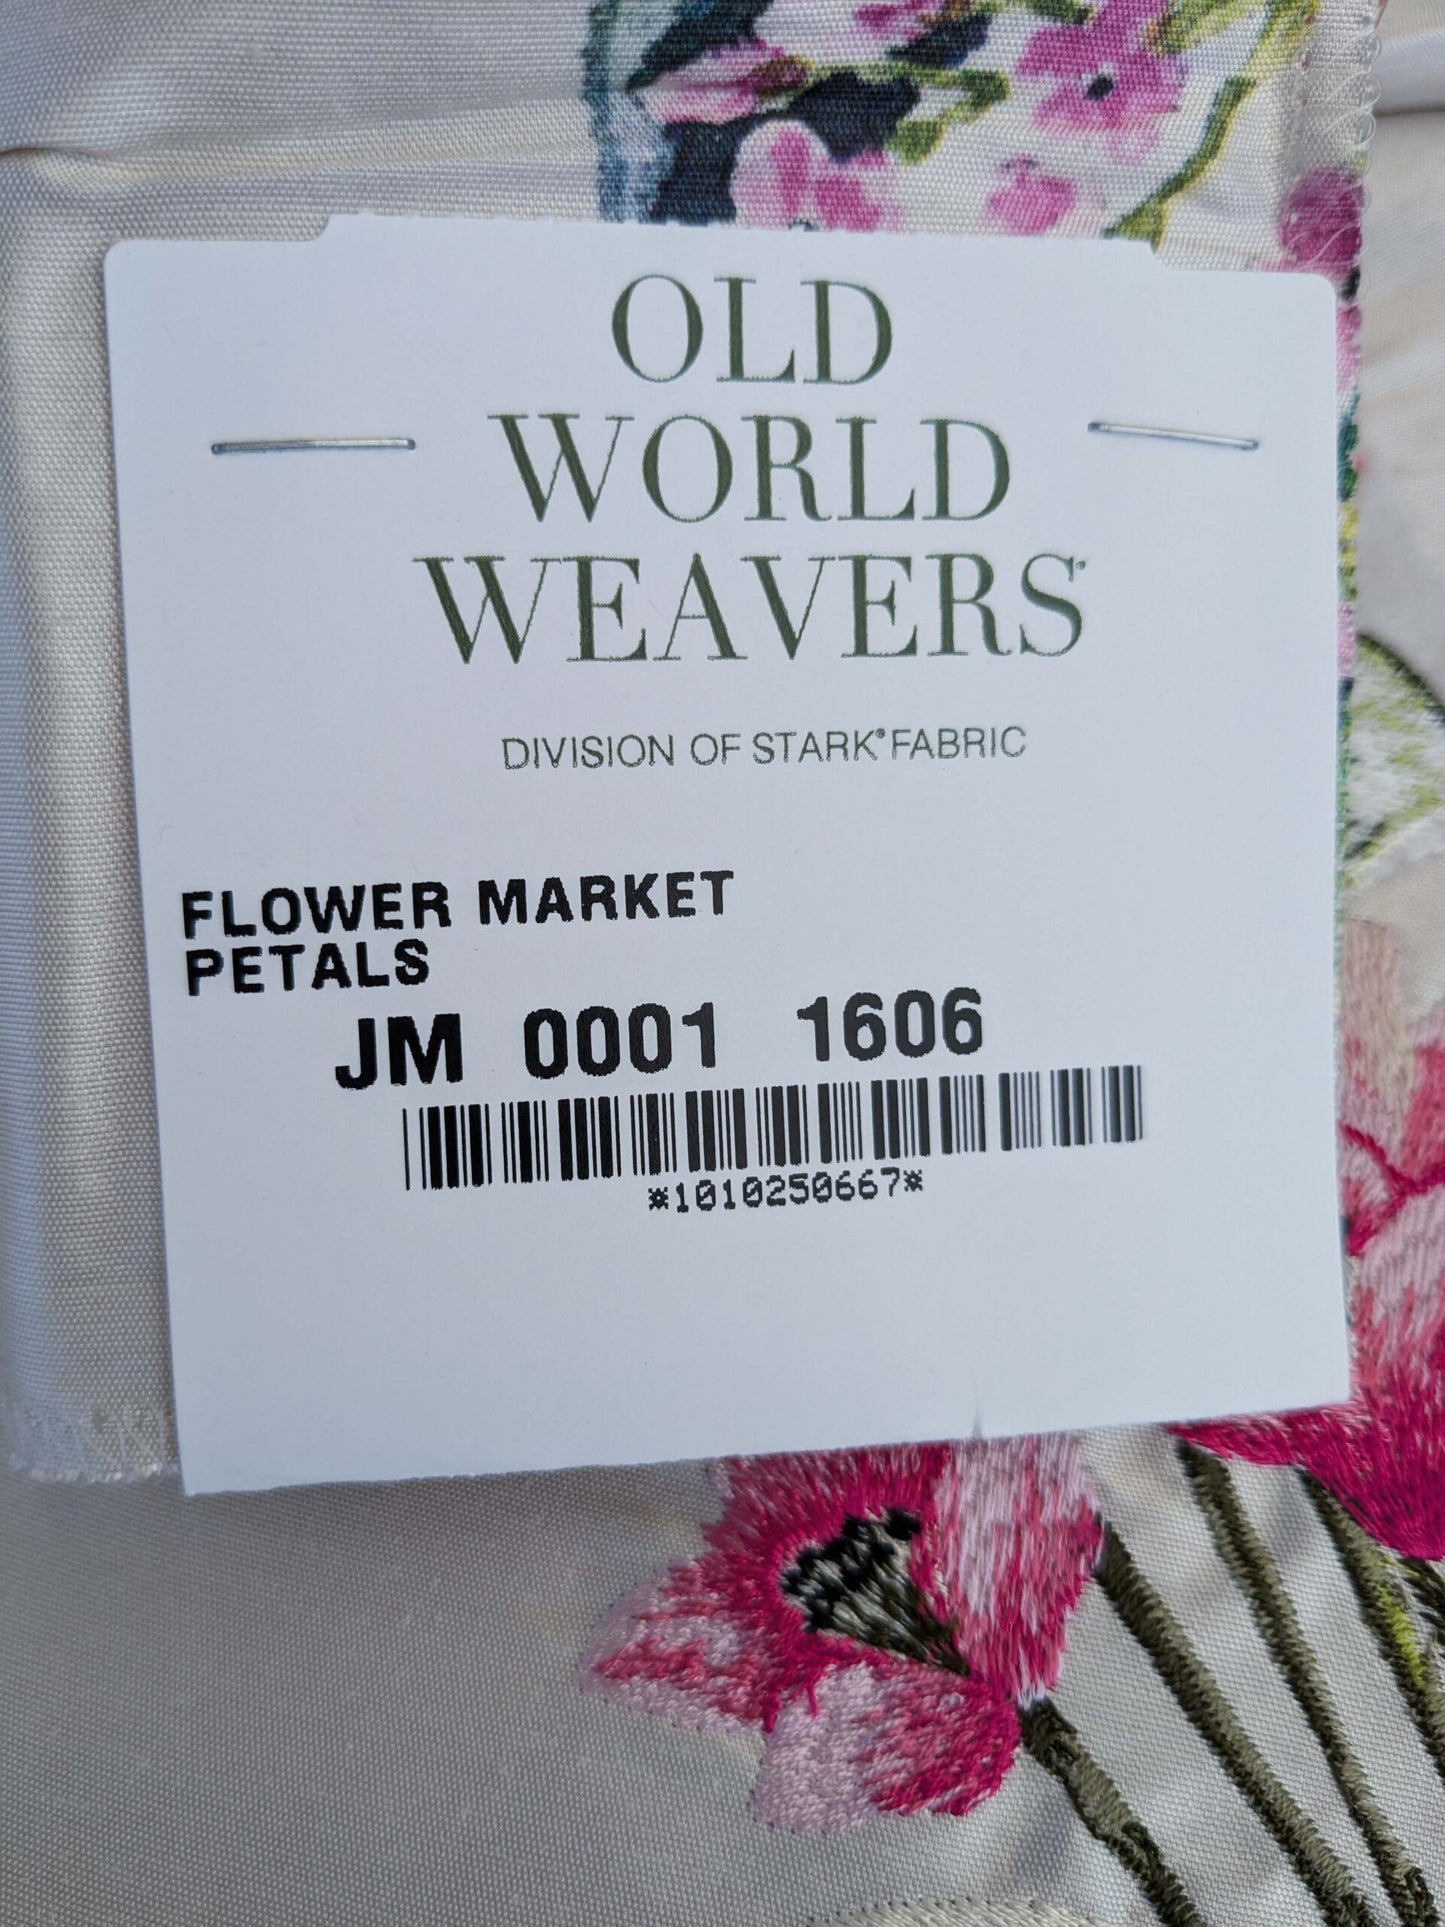 OLD
WORLD
WEAVERS®
DIVISION OF STARK® FABRIC
FLOWER MARKET
PETALS
JM 0001 1606
*1010250667*